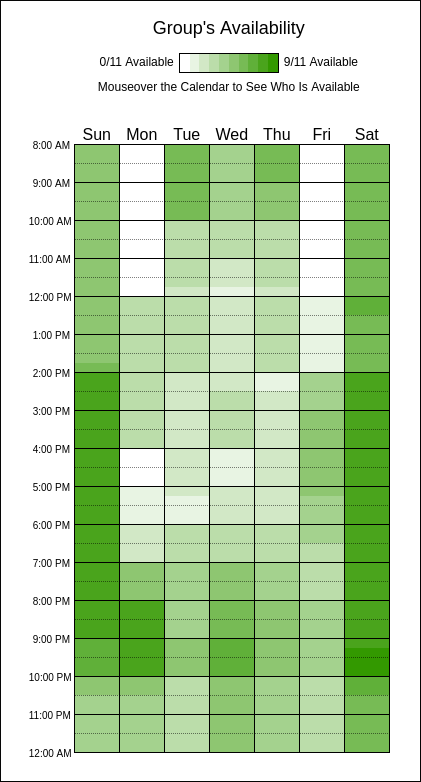 Group's Availability
0/11 Available 9/11 Available
Mouseover the Calendar to See Who Is Available
Sun Mon Tue Wed Thu Fri Sat
8:00 AM
9:00 AM
10:00 AM
11:00 AM
12:00 PM
1:00 PM
2:00 PM
3:00 PM
4:00 PM
5:00 PM
6:00 PM
7:00 PM
8:00 PM
9:00 PM
10:00 PM
11:00 PM
12:00 AM